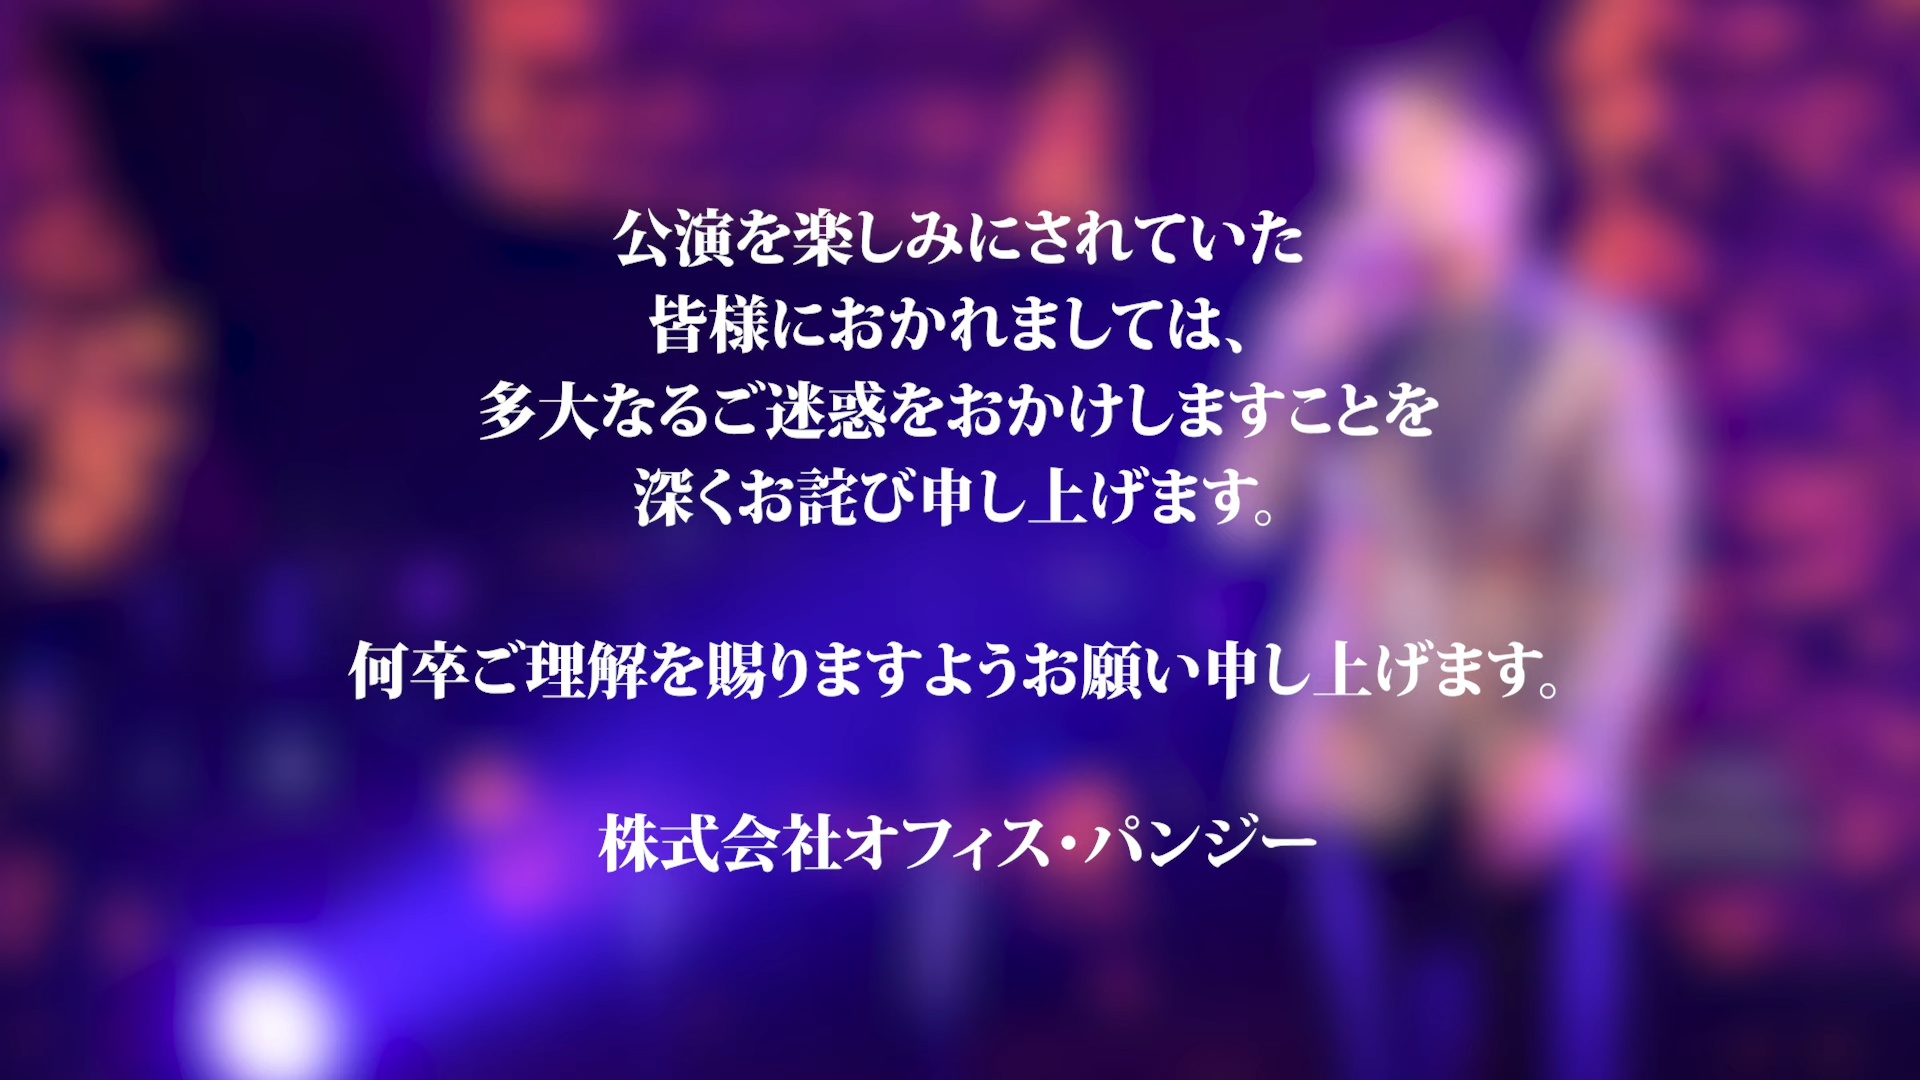 公演を楽しみにされていた
皆様におかれましては、
多大なるご迷惑をおかけしますことを
深くお詫び申し上げます。
何卒ご理解を賜りますようお願い申し上げます。
株式会社オフィス・パンジー